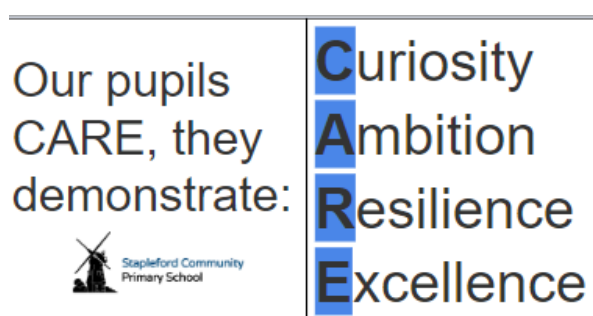 Our pupils
CARE, they
demonstrate:
Stapleford Community
Primary School
Curiosity
Ambition
Resilience
Excellence